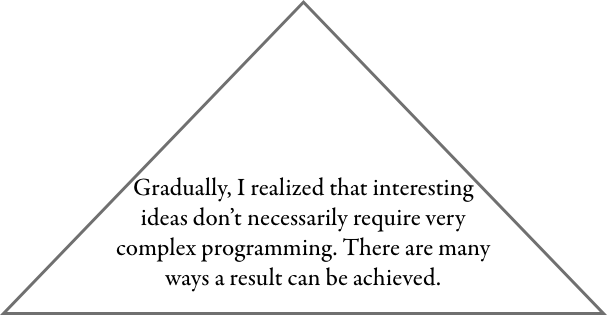 Gradually, I realized that interesting
ideas don’t necessarily require very
complex programming. There are many
ways a result can be achieved.